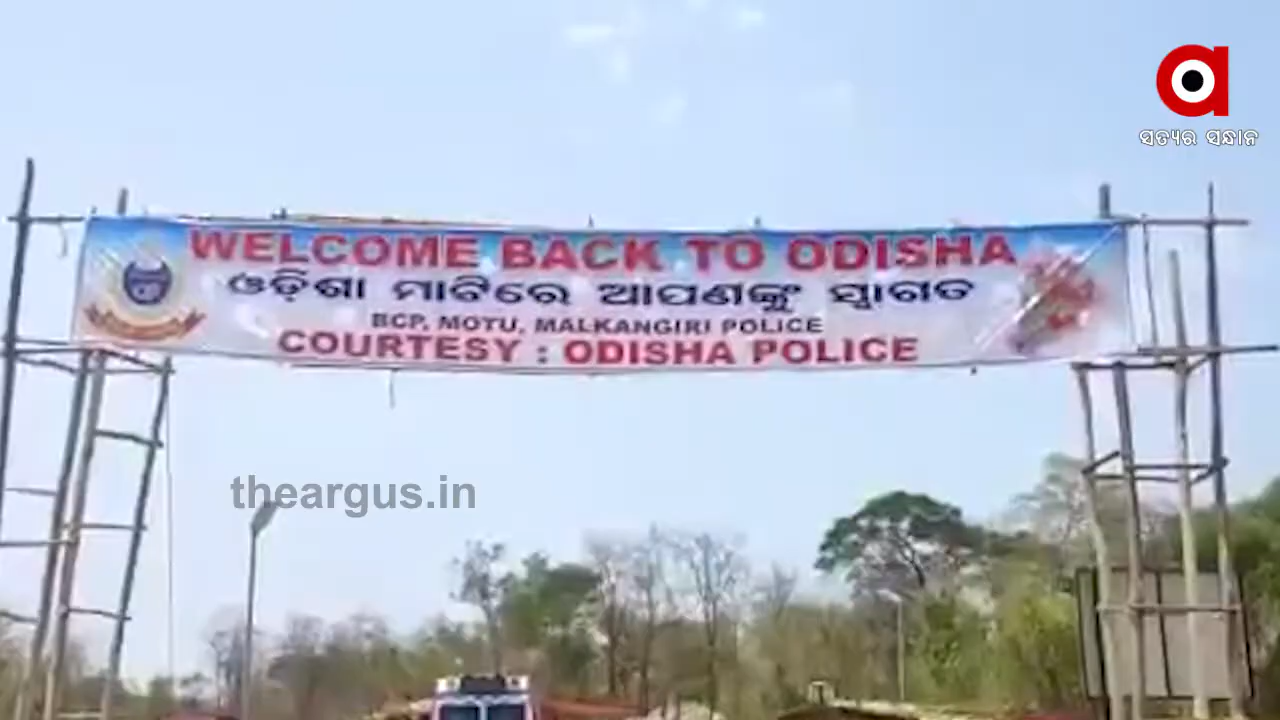 ସତ୍ୟର ସନ୍ଧାନ
WELCOME BACK TO ODISHA
ଓଡ଼ିଶା ମାଟିରେ ଆପଣଙ୍କୁ ସ୍ୱାଗତ
BCP, MOTU, MALKANGIRI POLICE
COURTESY : ODISHA POLICE
theargus.in